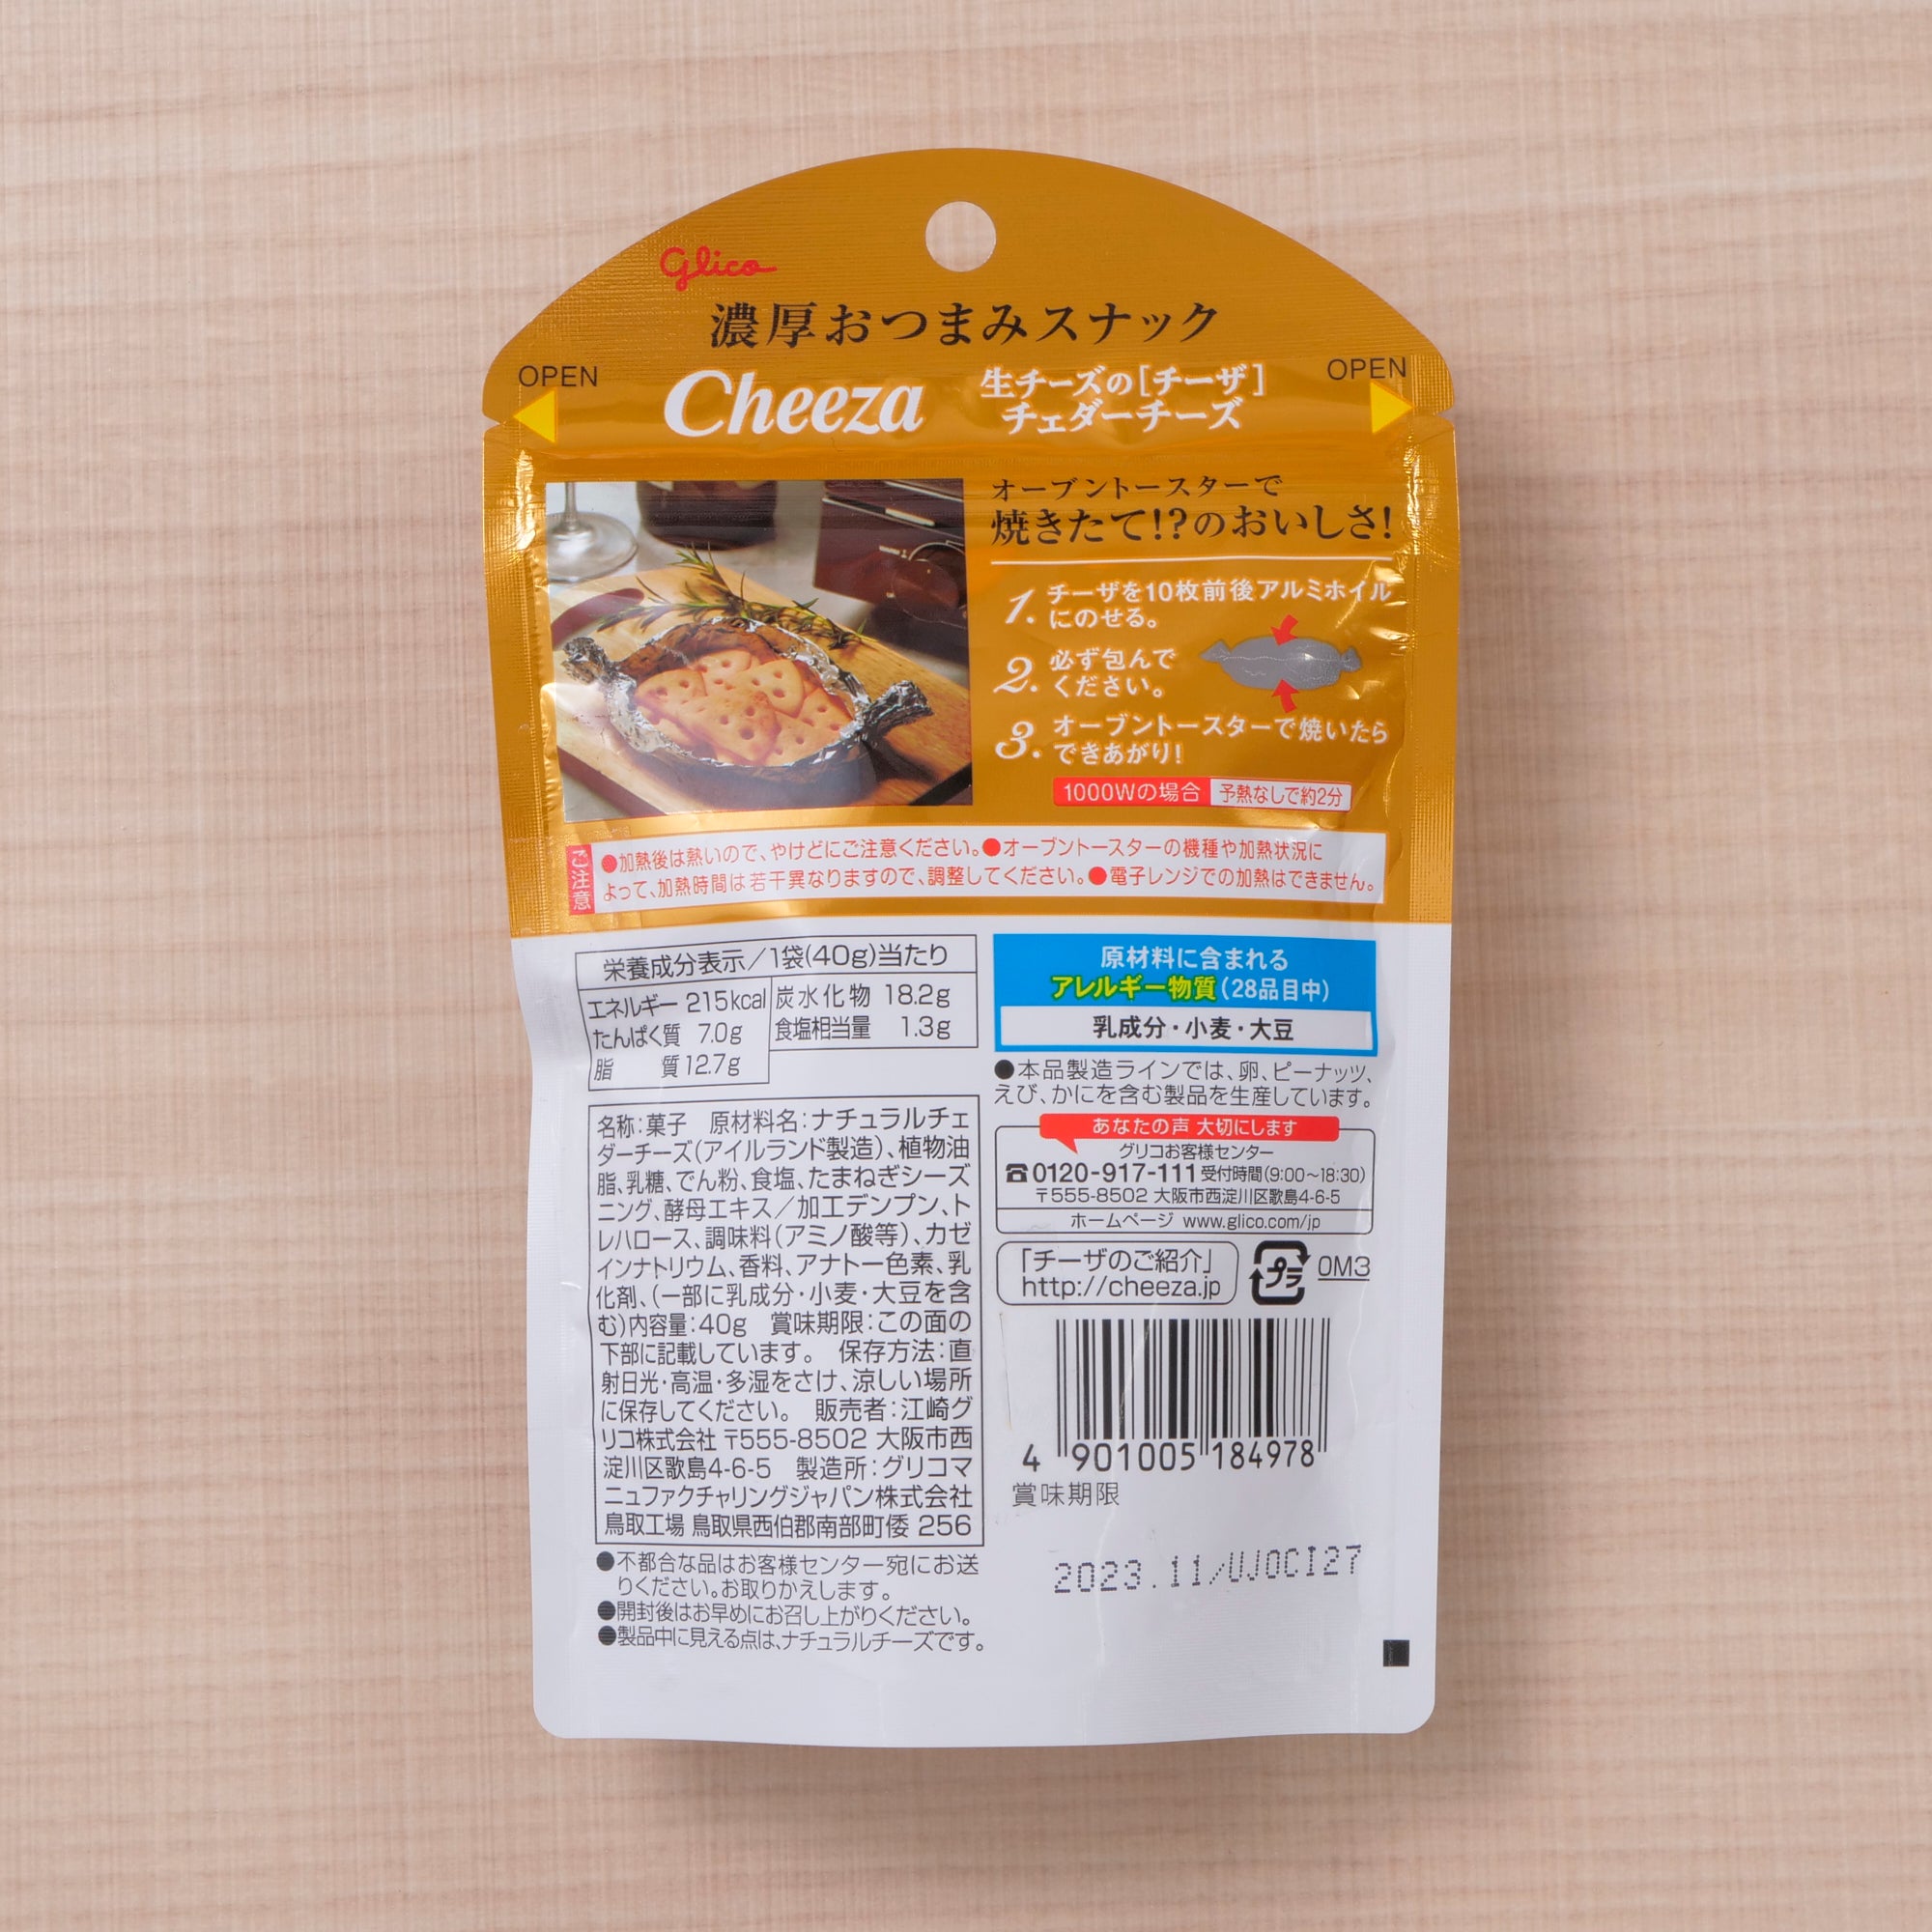 Glico
濃厚おつまみスナック
OPEN
OPEN
Cheeza
生チーズの[チーザ]
チェダーチーズ
オーブントースターで
焼きたて!?のおいしさ!
1. チーザを10枚前後アルミホイル
にのせる。
2. 必ず包んで
ください。
3. オーブントースターで焼いたら
できあがり!
1000Wの場合 予熱なしで約2分
ご注意
●加熱後は熱いので、やけどにご注意ください。●オーブントースターの機種や加熱状況に
よって、加熱時間は若干異なりますので、調整してください。●電子レンジでの加熱はできません。
栄養成分表示/1袋(40g)当たり
エネルギー 215kcal 炭水化物 18.2g
たんぱく質 7.0g 食塩相当量 1.3g
脂 質 12.7g
名称:菓子 原材料名:ナチュラルチェ
ダーチーズ(アイルランド製造)、植物油
脂、乳糖、でん粉、食塩、たまねぎシーズ
ニング、酵母エキス/加工デンプン、ト
レハロース、調味料(アミノ酸等)、カゼ
インナトリウム、香料、アナトー色素、乳
化剤、(一部に乳成分・小麦・大豆を含
む)内容量:40g 賞味期限:この面の
下部に記載しています。 保存方法:直
射日光・高温・多湿をさけ、涼しい場所
に保存してください。 販売者:江崎グ
リコ株式会社 〒555-8502 大阪市西
淀川区歌島4-6-5 製造所:グリコマ
ニュファクチャリングジャパン株式会社
鳥取工場 鳥取県西伯郡南部町倭 256
●不都合な品はお客様センター宛にお送
りください。お取りかえします。
●開封後はお早めにお召し上がりください。
●製品中に見える点は、ナチュラルチーズです。
原材料に含まれる
アレルギー物質(28品目中)
乳成分・小麦・大豆
●本品製造ラインでは、卵、ピーナッツ、
えび、かにを含む製品を生産しています。
あなたの声 大切にします
グリコお客様センター
☎0120-917-111 受付時間(9:00~18:30)
〒555-8502 大阪市西淀川区歌島4-6-5
ホームページ www.glico.com/jp
「チーザのご紹介」
http://cheeza.jp
プラ
0M3
4 901005 184978
賞味期限
2023.11/UJOCI27